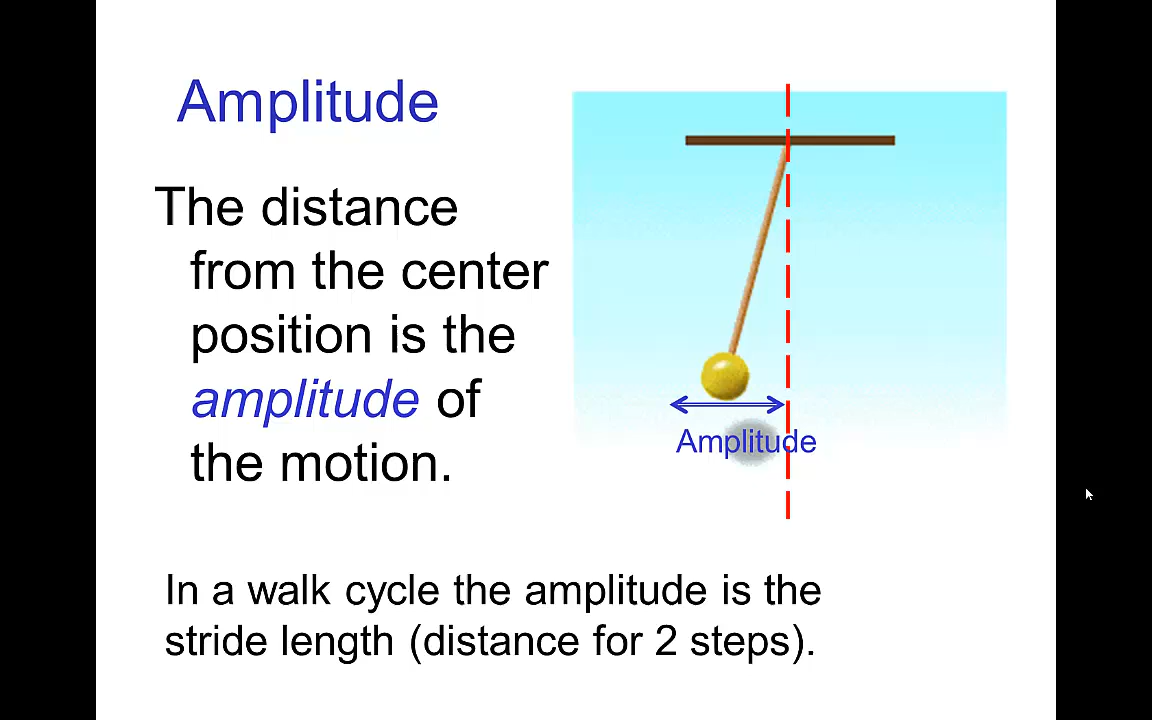 Amplitude
The distance
from the center
position is the
amplitude of
the motion.
Amplitude
In a walk cycle the amplitude is the
stride length (distance for 2 steps).